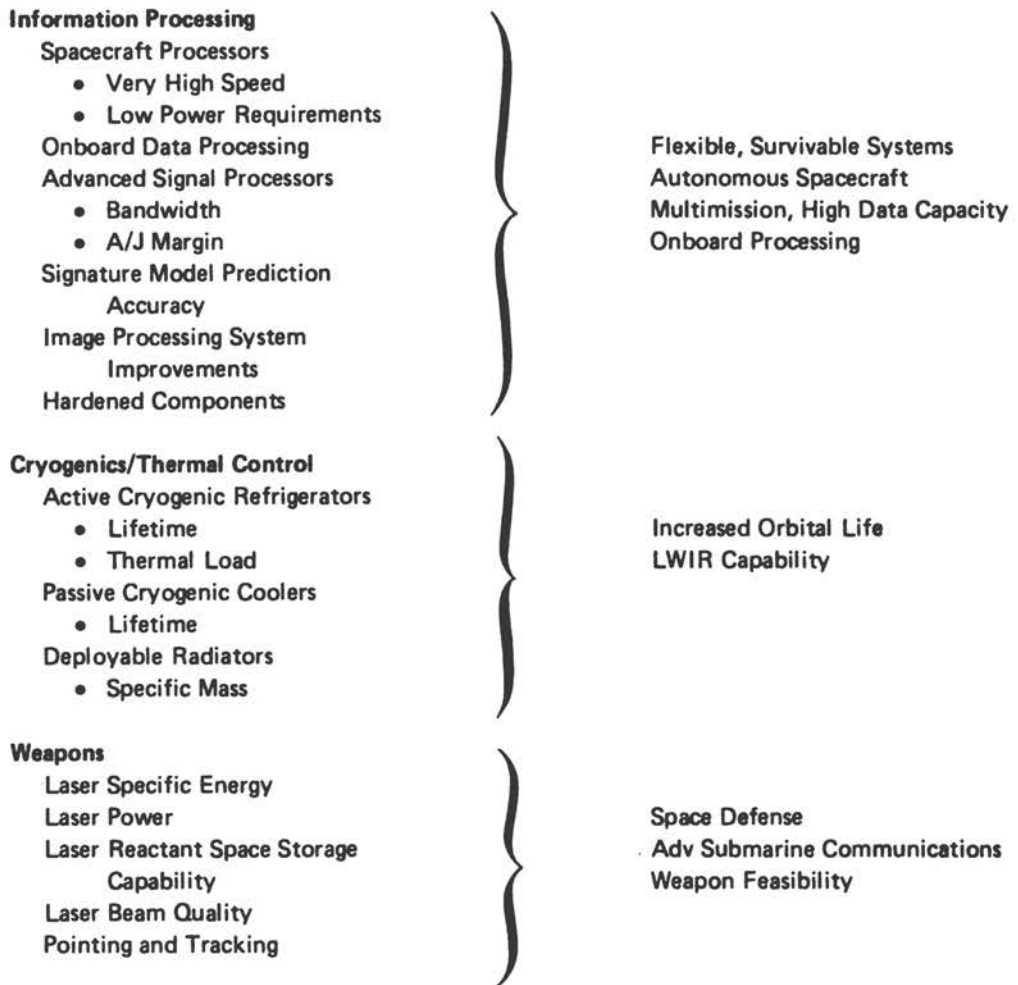 Information Processing
Spacecraft Processors
• Very High Speed
• Low Power Requirements
Onboard Data Processing
Advanced Signal Processors
• Bandwidth
• A/J Margin
Signature Model Prediction
Accuracy
Image Processing System
Improvements
Hardened Components
Flexible, Survivable Systems
Autonomous Spacecraft
Multimission, High Data Capacity
Onboard Processing
Cryogenics/Thermal Control
Active Cryogenic Refrigerators
• Lifetime
• Thermal Load
Passive Cryogenic Coolers
• Lifetime
Deployable Radiators
• Specific Mass
Increased Orbital Life
LWIR Capability
Weapons
Laser Specific Energy
Laser Power
Laser Reactant Space Storage
Capability
Laser Beam Quality
Pointing and Tracking
Space Defense
Adv Submarine Communications
Weapon Feasibility